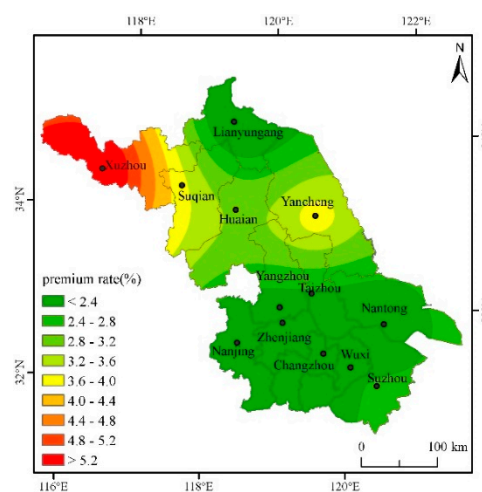 118°E 120°E 122°E
N
Lianyungang
Xuzhou
34°N
Suqian
Yancheng
Huaian
premium rate(%)
< 2.4
2.4 - 2.8
2.8 - 3.2
3.2 - 3.6
3.6 - 4.0
4.0 - 4.4
4.4 - 4.8
4.8 - 5.2
> 5.2
Yangzhou
Taizhou
Nantong
Zhenjiang
Nanjing
Wuxi
Changzhou
Suzhou
32°N
0 100 km
116°E 118°E 120°E